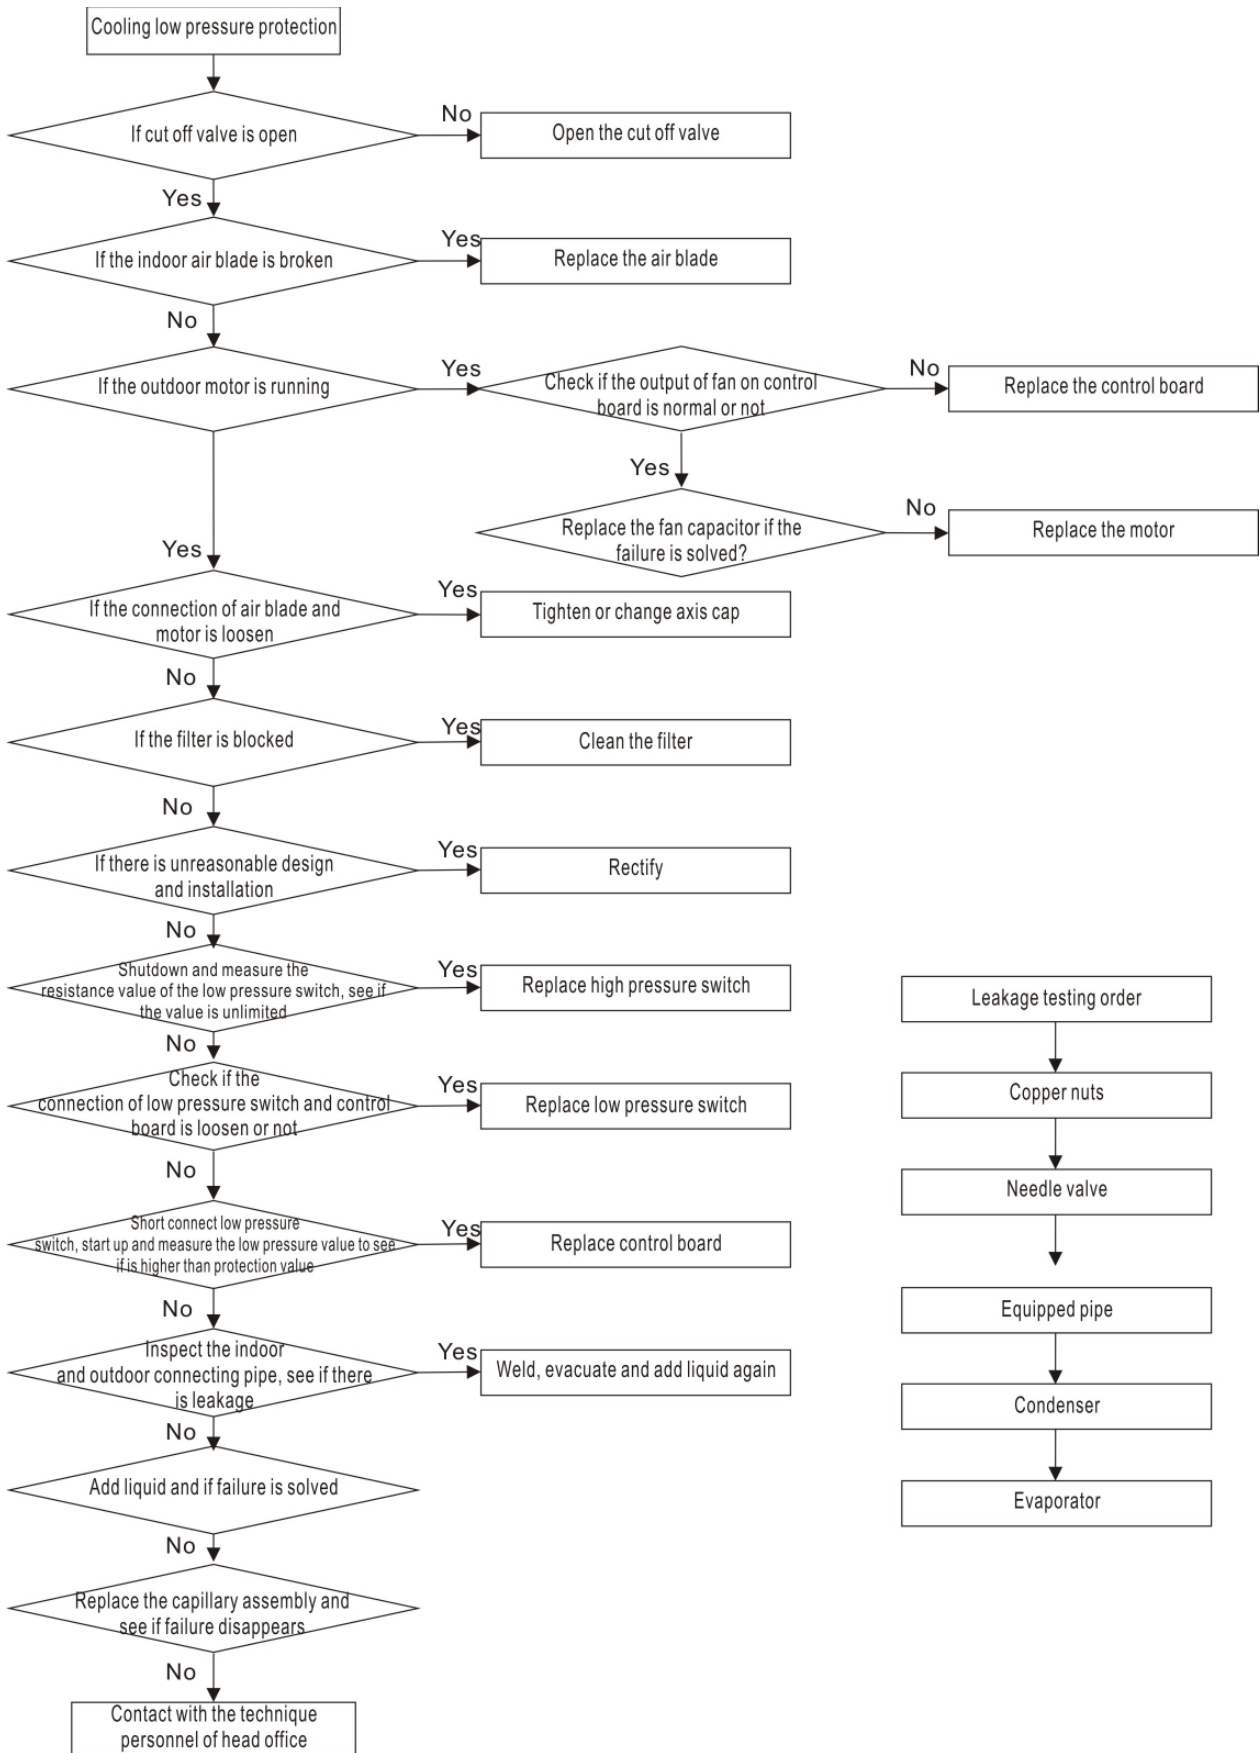 Cooling low pressure protection
If cut off valve is open
No
Open the cut off valve
Yes
If the indoor air blade is broken
Yes
Replace the air blade
No
If the outdoor motor is running
Yes
Check if the output of fan on control
board is normal or not
No
Replace the control board
Yes
Replace the fan capacitor if the
failure is solved?
No
Replace the motor
Yes
If the connection of air blade and
motor is loosen
Yes
Tighten or change axis cap
No
If the filter is blocked
Yes
Clean the filter
No
If there is unreasonable design
and installation
Yes
Rectify
No
Shutdown and measure the
resistance value of the low pressure switch, see if
the value is unlimited
Yes
Replace high pressure switch
No
Check if the
connection of low pressure switch and control
board is loosen or not
Yes
Replace low pressure switch
No
Short connect low pressure
switch, start up and measure the low pressure value to see
if is higher than protection value
Yes
Replace control board
No
Inspect the indoor
and outdoor connecting pipe, see if there
is leakage
Yes
Weld, evacuate and add liquid again
No
Add liquid and if failure is solved
No
Replace the capillary assembly and
see if failure disappears
No
Contact with the technique
personnel of head office
Leakage testing order
Copper nuts
Needle valve
Equipped pipe
Condenser
Evaporator